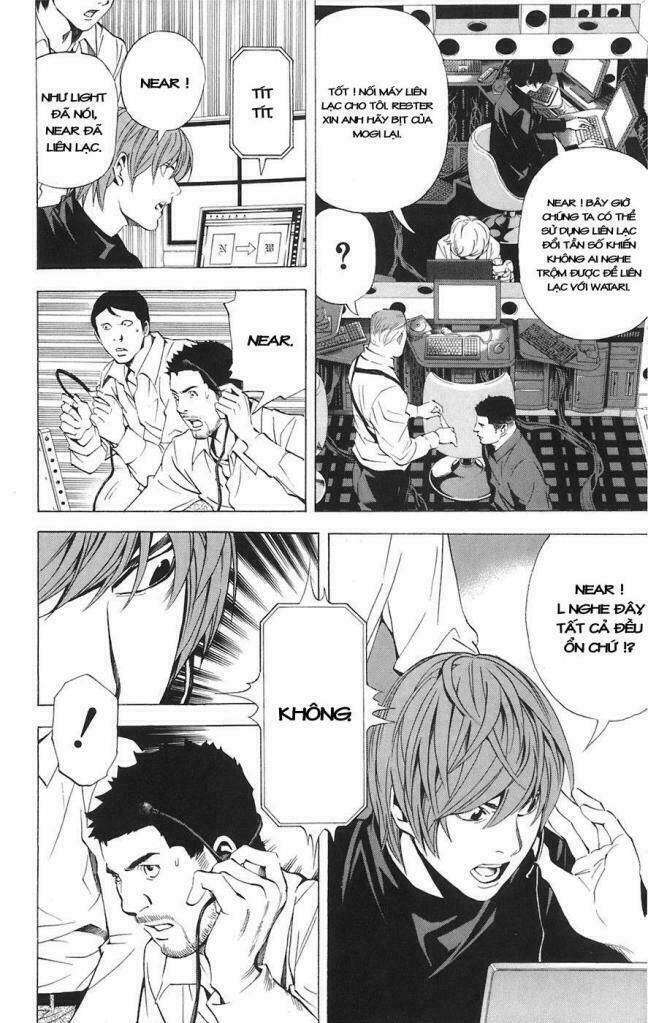 NEAR ! BÂY GIỜ
CHÚNG TA CÓ THỂ
SỬ DỤNG LIÊN LẠC
ĐỔI TẦN SỐ KHIẾN
KHÔNG AI NGHE
TRỘM ĐƯỢC ĐỂ LIÊN
LẠC VỚI WATARI.
TỐT ! NỐI MÁY LIÊN
LẠC CHO TÔI. RESTER
XIN ANH HÃY BỊT CỦA
MOGI LẠI.
?
TÍT
TÍT.
NEAR !
NHƯ LIGHT
ĐÃ NÓI,
NEAR ĐÃ
LIÊN LẠC.
NEAR.
NEAR !
L NGHE ĐÂY,
TẤT CẢ ĐỀU
ỔN CHỨ !?
KHÔNG.
!